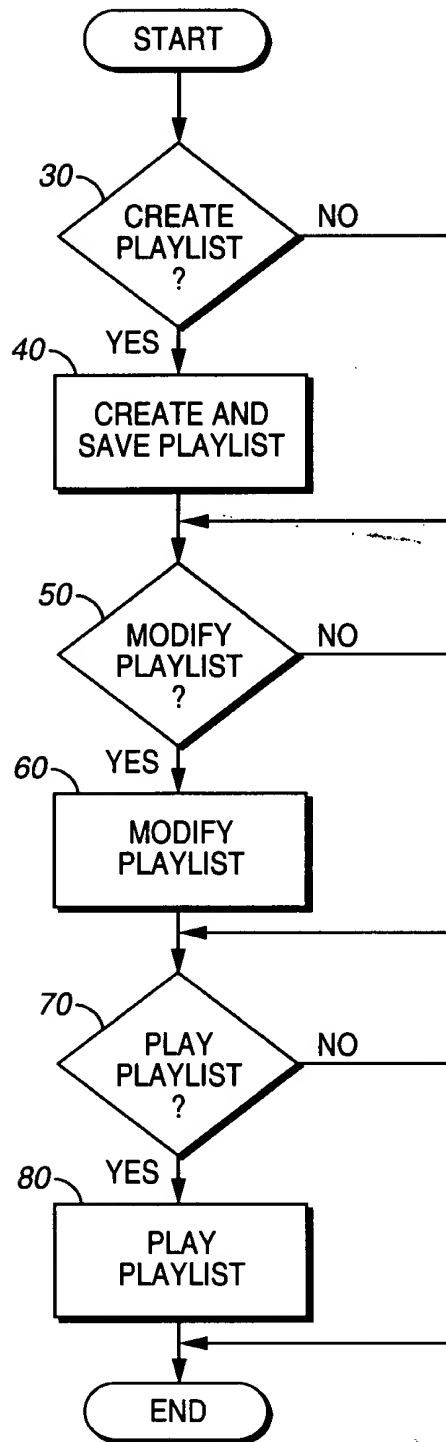 START
30
CREATE
PLAYLIST
?
NO
YES
40
CREATE AND
SAVE PLAYLIST
50
MODIFY
PLAYLIST
?
NO
YES
60
MODIFY
PLAYLIST
70
PLAY
PLAYLIST
?
NO
YES
80
PLAY
PLAYLIST
END